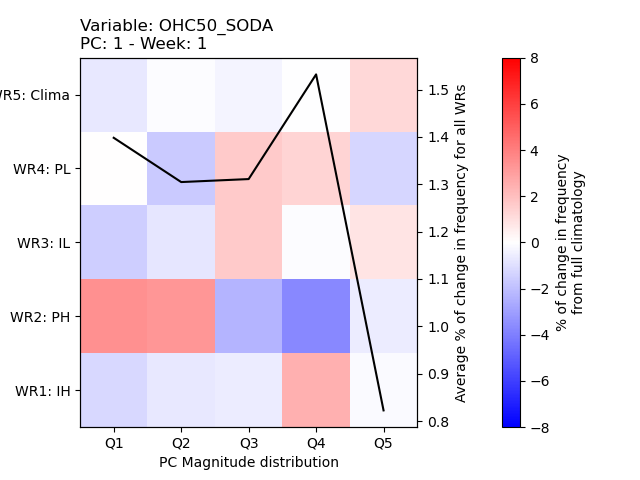 Variable: OHC50_SODA
PC: 1 - Week: 1
WR5: Clima
WR4: PL
WR3: IL
WR2: PH
WR1: IH
Q1 Q2 Q3 Q4 Q5
PC Magnitude distribution
1.5
1.4
1.3
1.2
1.1
1.0
0.9
0.8
Average % of change in frequency for all WRs
8
6
4
2
0
−2
−4
−6
−8
% of change in frequency
from full climatology